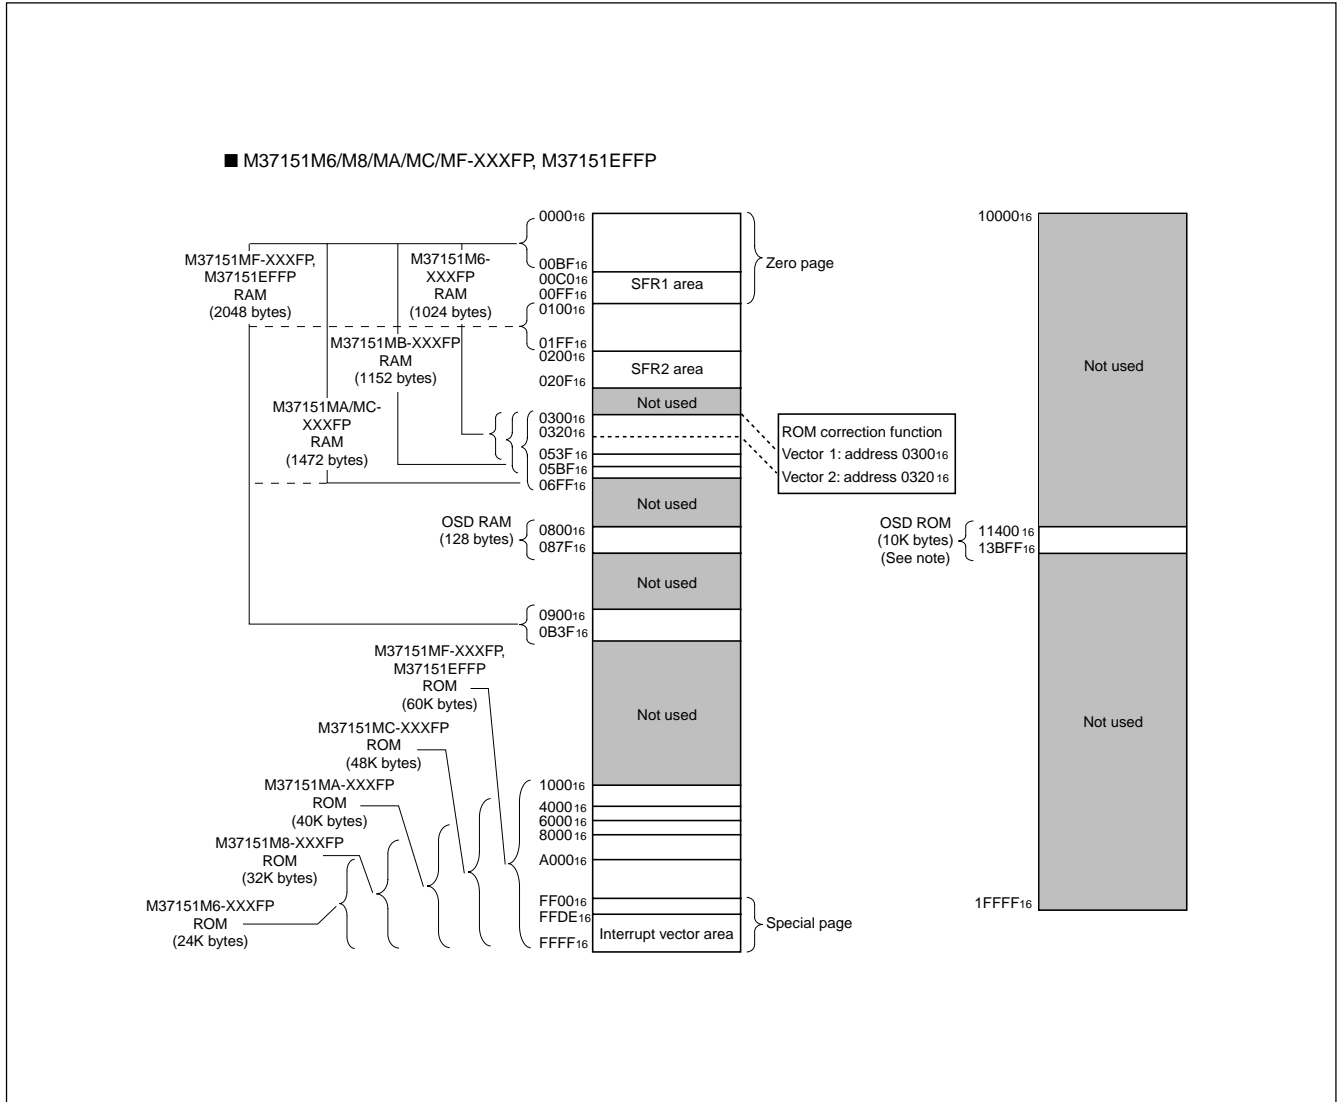 ■ M37151M6/M8/MA/MC/MF-XXXFP, M37151EFFP
M37151MF-XXXFP,
M37151EFFP
RAM
(2048 bytes)
M37151M6-
XXXFP
RAM
(1024 bytes)
M37151MB-XXXFP
RAM
(1152 bytes)
M37151MA/MC-
XXXFP
RAM
(1472 bytes)
OSD RAM
(128 bytes)
M37151MF-XXXFP,
M37151EFFP
ROM
(60K bytes)
M37151MC-XXXFP
ROM
(48K bytes)
M37151MA-XXXFP
ROM
(40K bytes)
M37151M8-XXXFP
ROM
(32K bytes)
M37151M6-XXXFP
ROM
(24K bytes)
0000₁₆
00BF₁₆
00C0₁₆
00FF₁₆
0100₁₆
01FF₁₆
0200₁₆
020F₁₆
0300₁₆
0320₁₆
053F₁₆
05BF₁₆
06FF₁₆
0800₁₆
087F₁₆
0900₁₆
0B3F₁₆
1000₁₆
4000₁₆
6000₁₆
8000₁₆
A000₁₆
FF00₁₆
FFDE₁₆
FFFF₁₆
SFR1 area
SFR2 area
Not used
Not used
Not used
Not used
Interrupt vector area
Zero page
ROM correction function
Vector 1: address 0300₁₆
Vector 2: address 0320₁₆
Special page
10000₁₆
Not used
OSD ROM
(10K bytes)
(See note)
11400₁₆
13BFF₁₆
Not used
1FFFF₁₆